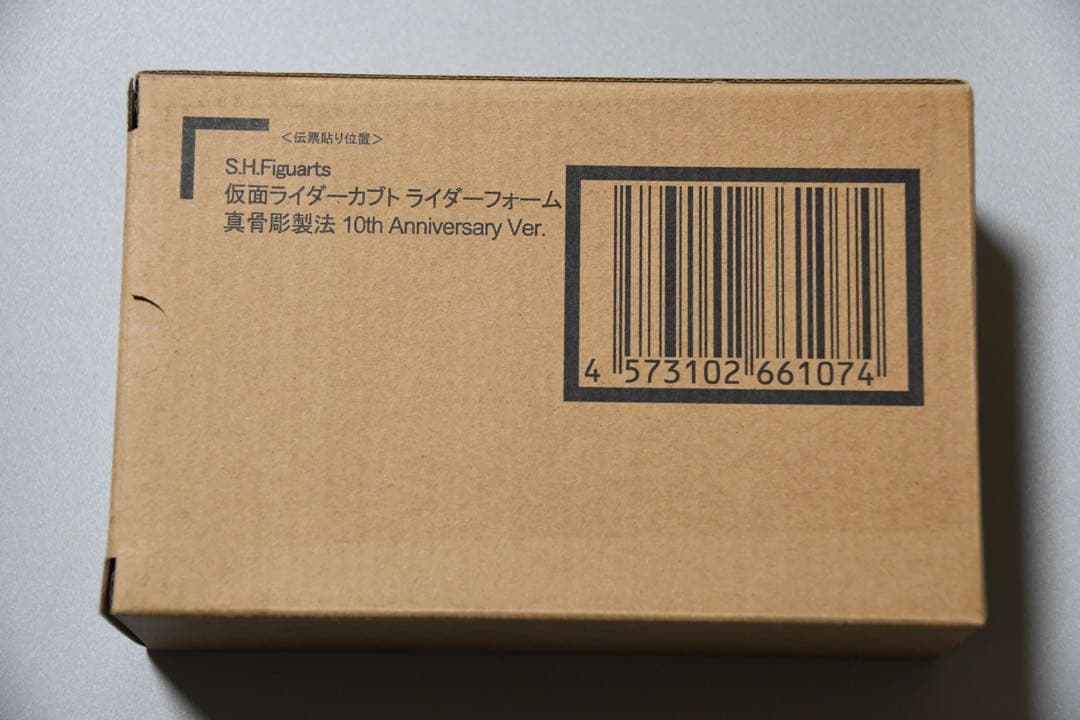 ＜伝票貼り位置＞
S.H.Figuarts
仮面ライダーカブト ライダーフォーム
真骨彫製法 10th Anniversary Ver.
4 573102 661074